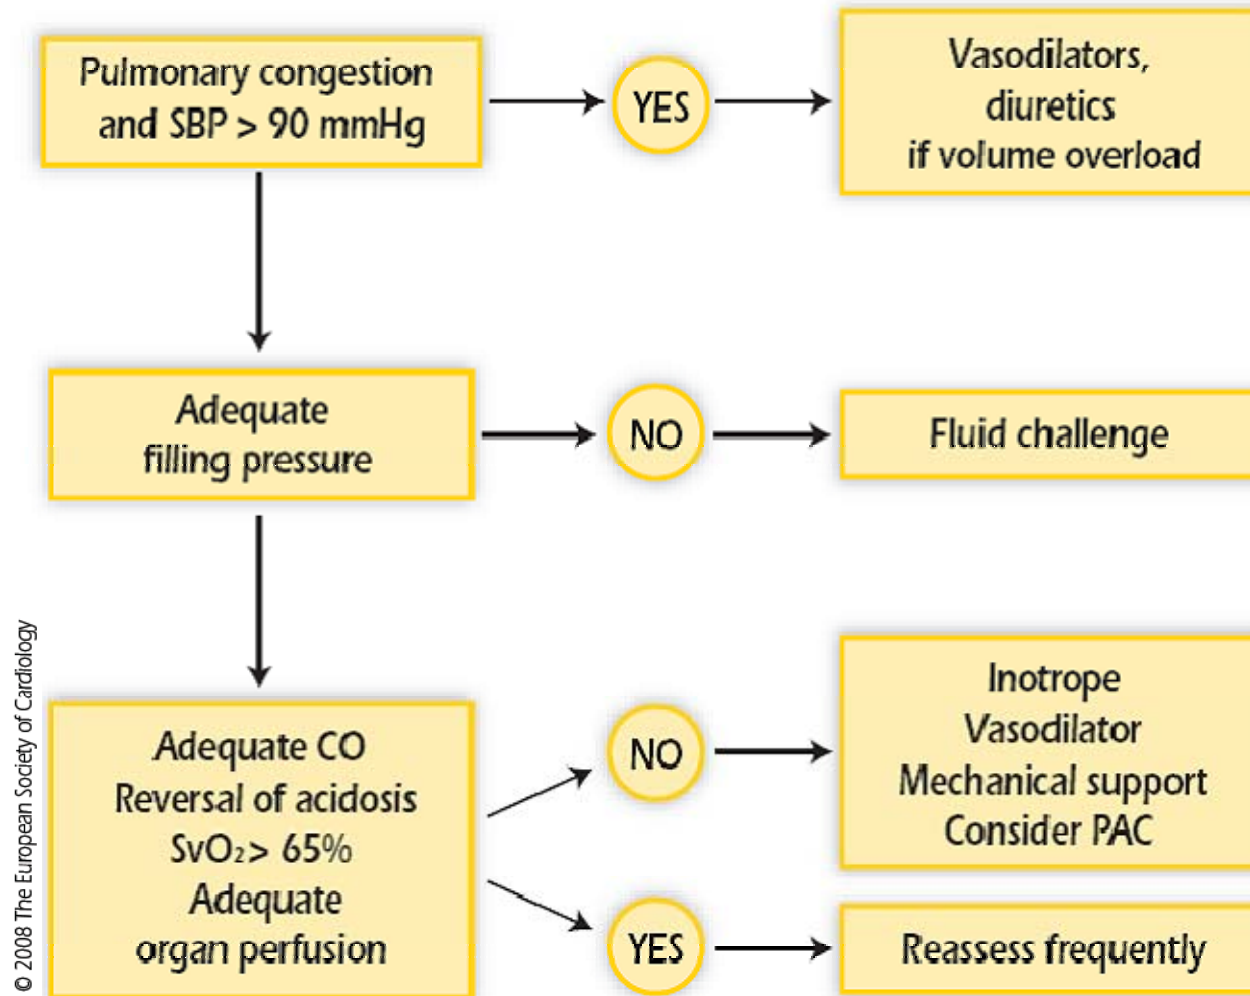 Pulmonary congestion
and SBP > 90 mmHg
YES
Vasodilators,
diuretics
if volume overload
Adequate
filling pressure
NO
Fluid challenge
Adequate CO
Reversal of acidosis
SvO₂> 65%
Adequate
organ perfusion
NO
Inotrope
Vasodilator
Mechanical support
Consider PAC
YES
Reassess frequently
© 2008 The European Society of Cardiology